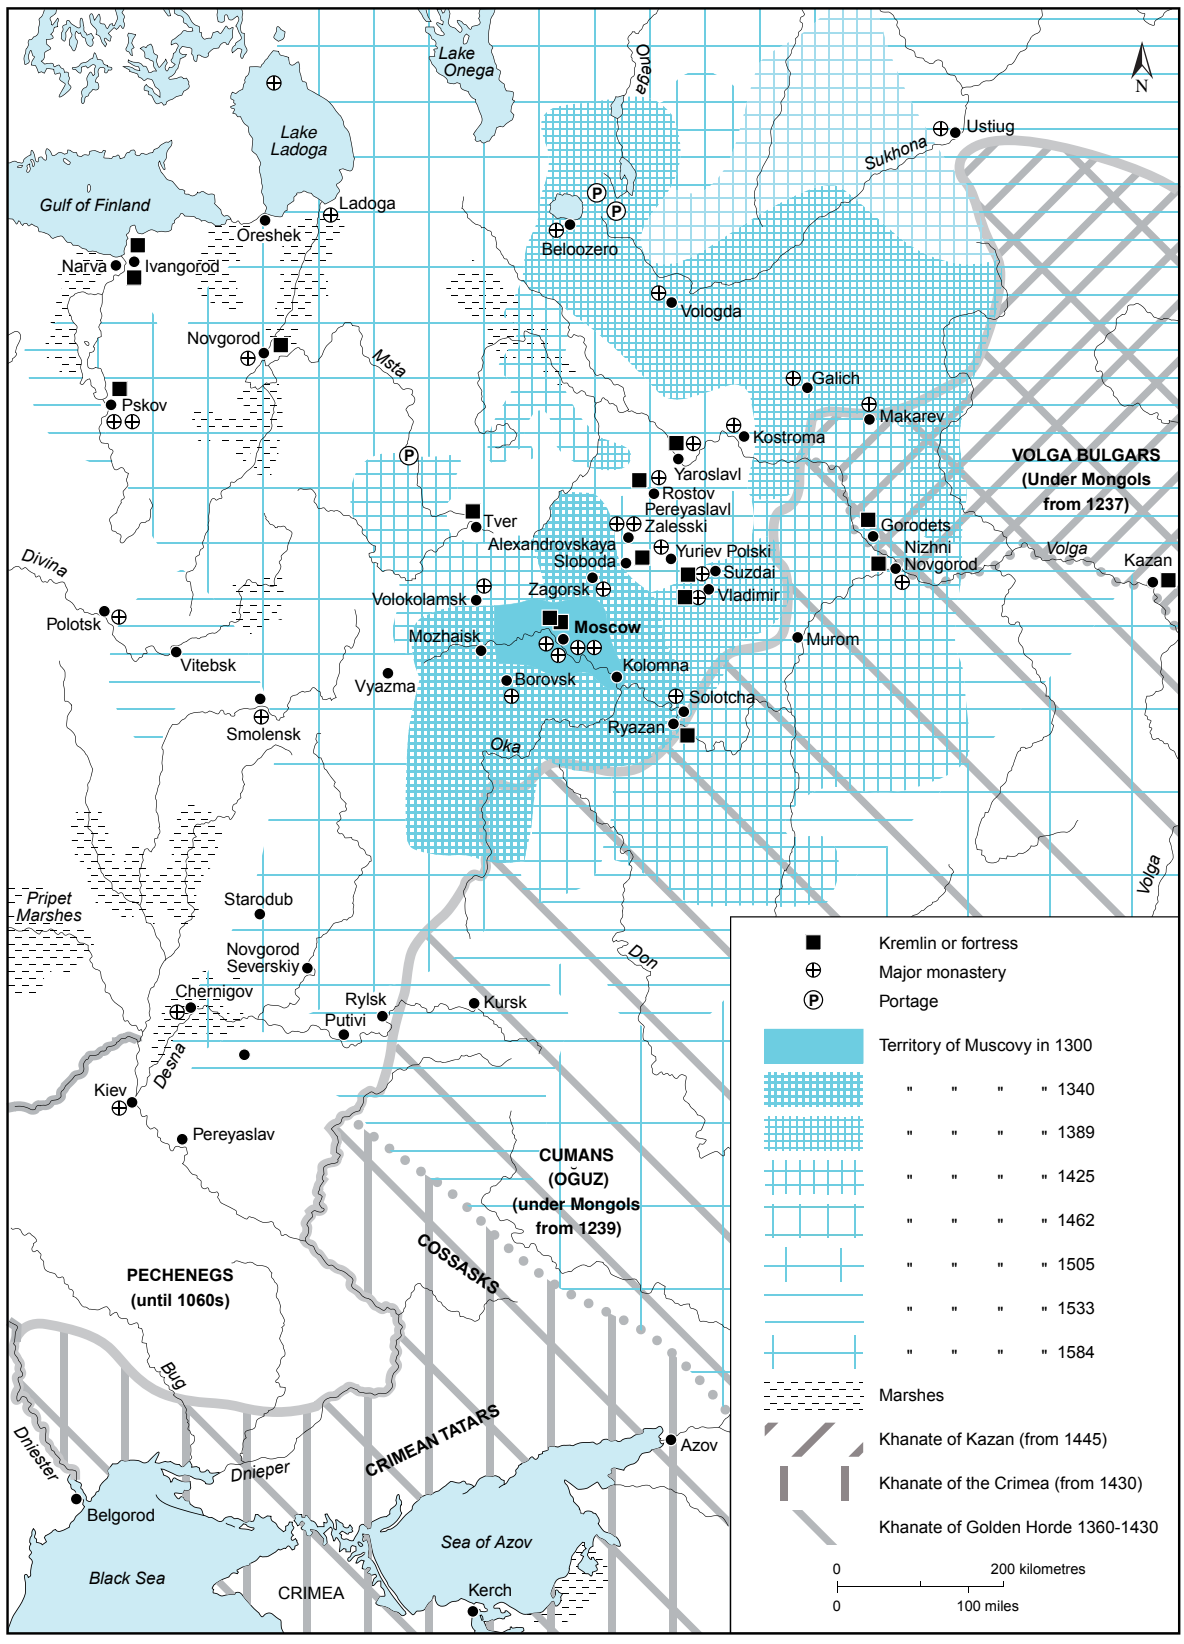 Lake
Onega
Onega
N
Lake
Ladoga
Sukhona
Ustiug
Gulf of Finland
Ladoga
Oreshek
P
P
Beloozero
Narva
Ivangorod
Vologda
Novgorod
Msta
Galich
Pskov
Makarev
Kostroma
P
Yaroslavl
VOLGA BULGARS
(Under Mongols
from 1237)
Rostov
Pereyaslavl
Zalesski
Tver
Gorodets
Alexandrovskaya
Sloboda
Yuriev Polski
Nizhni
Novgorod
Volga
Kazan
Divina
Suzdai
Zagorsk
Vladimir
Volokolamsk
Polotsk
Moscow
Mozhaisk
Murom
Vitebsk
Kolomna
Vyazma
Borovsk
Solotcha
Smolensk
Ryazan
Oka
Volga
Pripet
Marshes
Starodub
Novgorod
Severskiy
Don
Chernigov
Rylsk
Kursk
Putivi
Desna
Kiev
Pereyaslav
CUMANS
(OĞUZ)
(under Mongols
from 1239)
COSSASKS
PECHENEGS
(until 1060s)
Bug
CRIMEAN TATARS
Dniester
Dnieper
Azov
Belgorod
Sea of Azov
Black Sea
CRIMEA
Kerch
Kremlin or fortress
Major monastery
P Portage
Territory of Muscovy in 1300
" " " " 1340
" " " " 1389
" " " " 1425
" " " " 1462
" " " " 1505
" " " " 1533
" " " " 1584
Marshes
Khanate of Kazan (from 1445)
Khanate of the Crimea (from 1430)
Khanate of Golden Horde 1360-1430
0 200 kilometres
0 100 miles